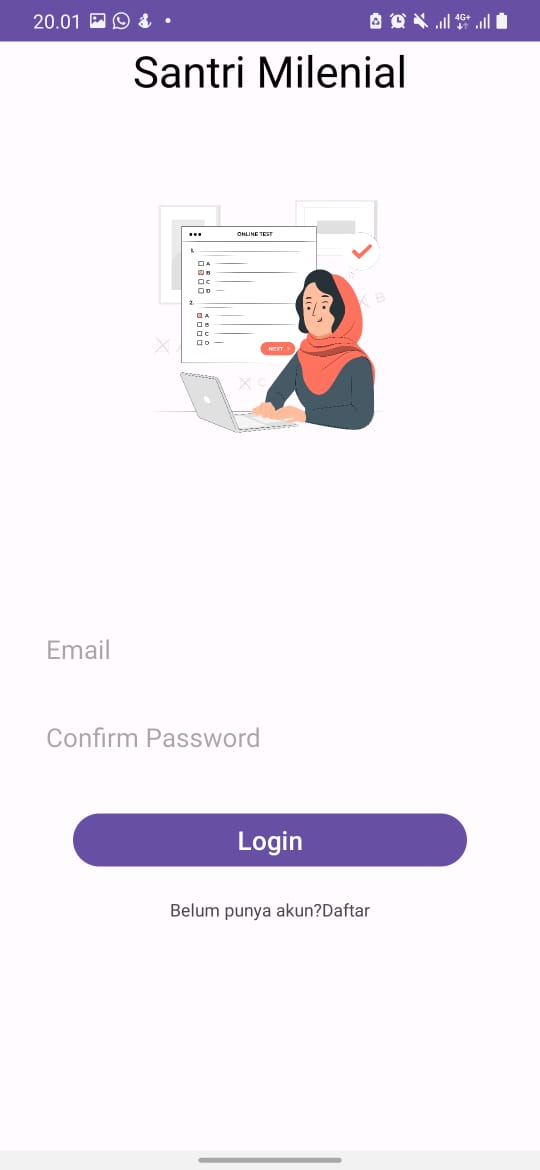 20.01
4G+
Santri Milenial
ONLINE TEST
1.
A
B
C
D
2.
A
B
C
D
NEXT >
B
C
Email
Confirm Password
Login
Belum punya akun?Daftar